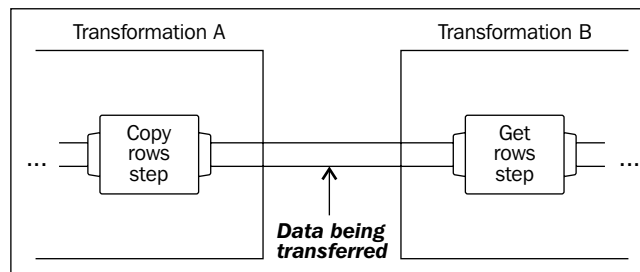 Transformation A
Transformation B
...
Copy
rows
step
Get
rows
step
...
Data being
transferred